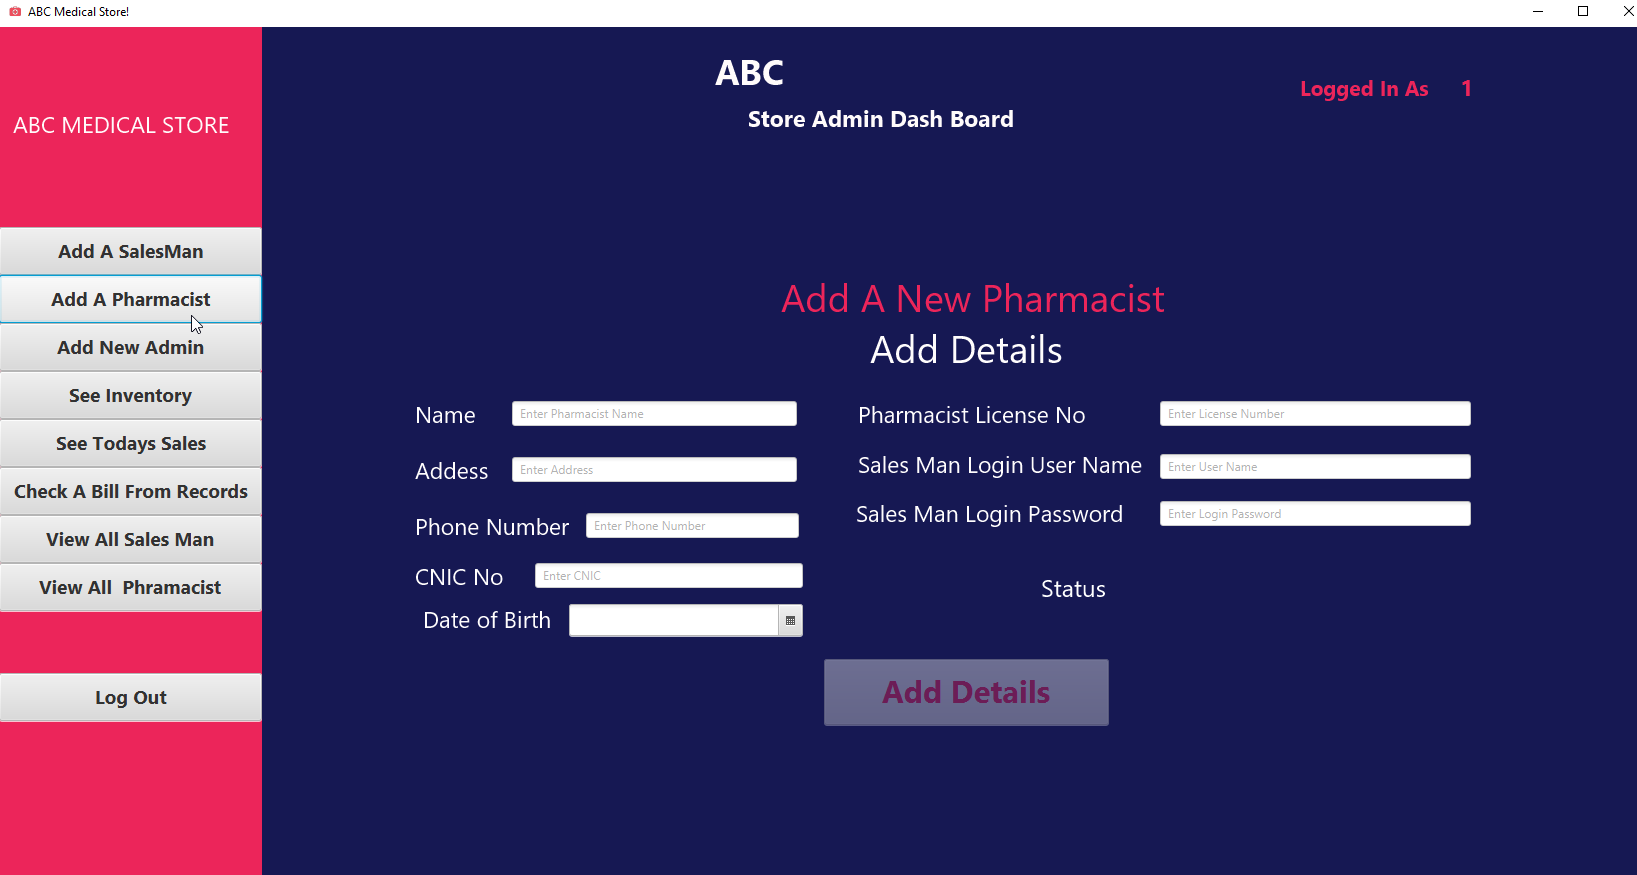 ABC Medical Store!
ABC MEDICAL STORE
Add A SalesMan
Add A Pharmacist
Add New Admin
See Inventory
See Todays Sales
Check A Bill From Records
View All Sales Man
View All  Phramacist
Log Out
ABC
Store Admin Dash Board
Logged In As 1
Add A New Pharmacist
Add Details
Name Enter Pharmacist Name
Addess Enter Address
Phone Number Enter Phone Number
CNIC No Enter CNIC
Date of Birth
Pharmacist License No Enter License Number
Sales Man Login User Name Enter User Name
Sales Man Login Password Enter Login Password
Status
Add Details